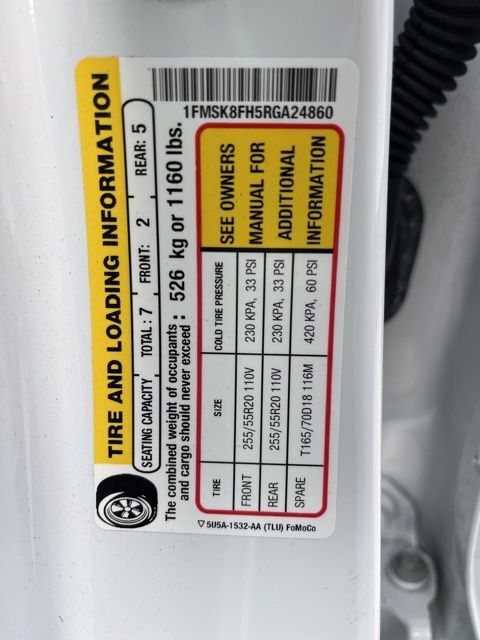 TIRE AND LOADING INFORMATION
SEATING CAPACITY TOTAL: 7 FRONT: 2 REAR: 5
The combined weight of occupants
and cargo should never exceed : 526 kg or 1160 lbs.
TIRE SIZE COLD TIRE PRESSURE SEE OWNERS
FRONT 255/55R20 110V 230 KPA, 33 PSI MANUAL FOR
REAR 255/55R20 110V 230 KPA, 33 PSI ADDITIONAL
SPARE T165/70D18 116M 420 KPA, 60 PSI INFORMATION
5U5A-1532-AA (TLU) FoMoCo
1FMSK8FH5RGA24860